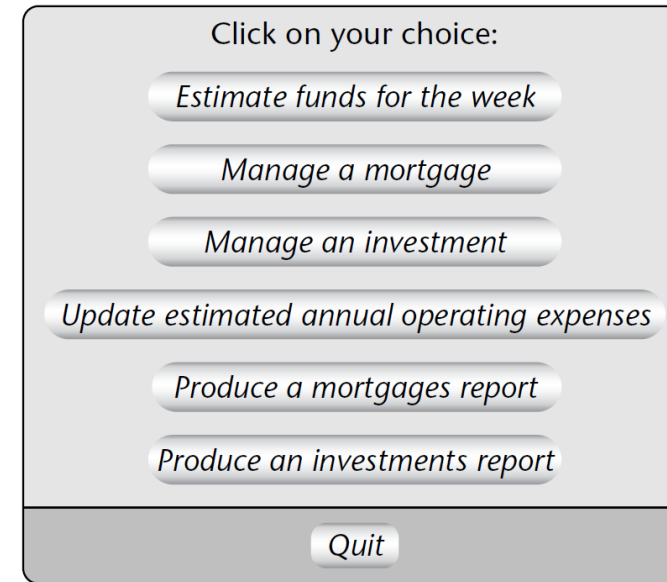 Click on your choice:
Estimate funds for the week
Manage a mortgage
Manage an investment
Update estimated annual operating expenses
Produce a mortgages report
Produce an investments report
Quit